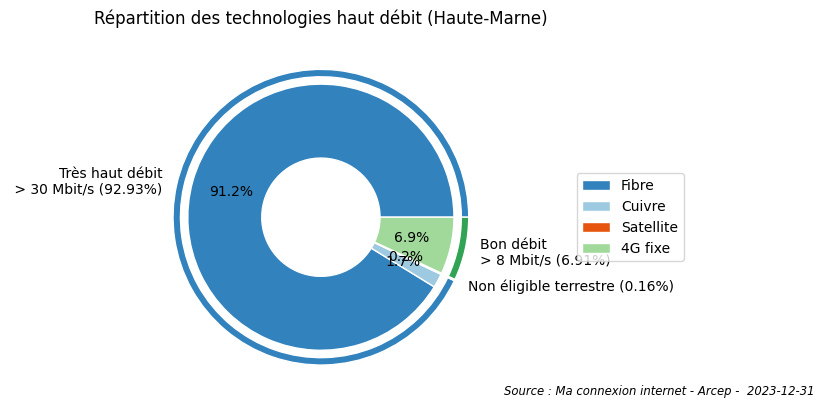 Répartition des technologies haut débit (Haute-Marne)
Très haut débit
> 30 Mbit/s (92.93%)
91.2%
6.9%
0.2%
1.7%
Bon débit
> 8 Mbit/s (6.91%)
Non éligible terrestre (0.16%)
Fibre
Cuivre
Satellite
4G fixe
Source : Ma connexion internet - Arcep -  2023-12-31